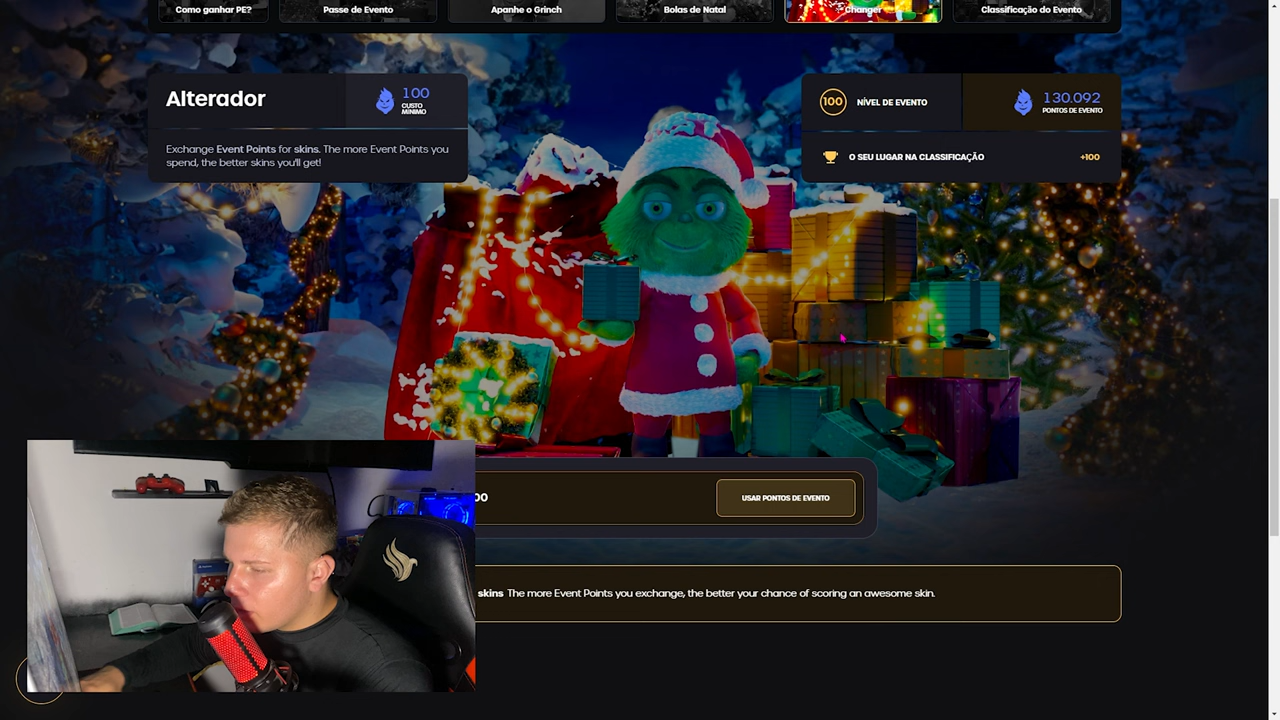 Como ganhar PE?
Passe de Evento
Apanhe o Grinch
Bolas de Natal
Changer
Classificação do Evento
Alterador
100
CUSTO
MINIMO
Exchange Event Points for skins. The more Event Points you
spend, the better skins you'll get!
100
NÍVEL DE EVENTO
130.092
PONTOS DE EVENTO
O SEU LUGAR NA CLASSIFICAÇÃO
+100
00
USAR PONTOS DE EVENTO
skins The more Event Points you exchange, the better your chance of scoring an awesome skin.